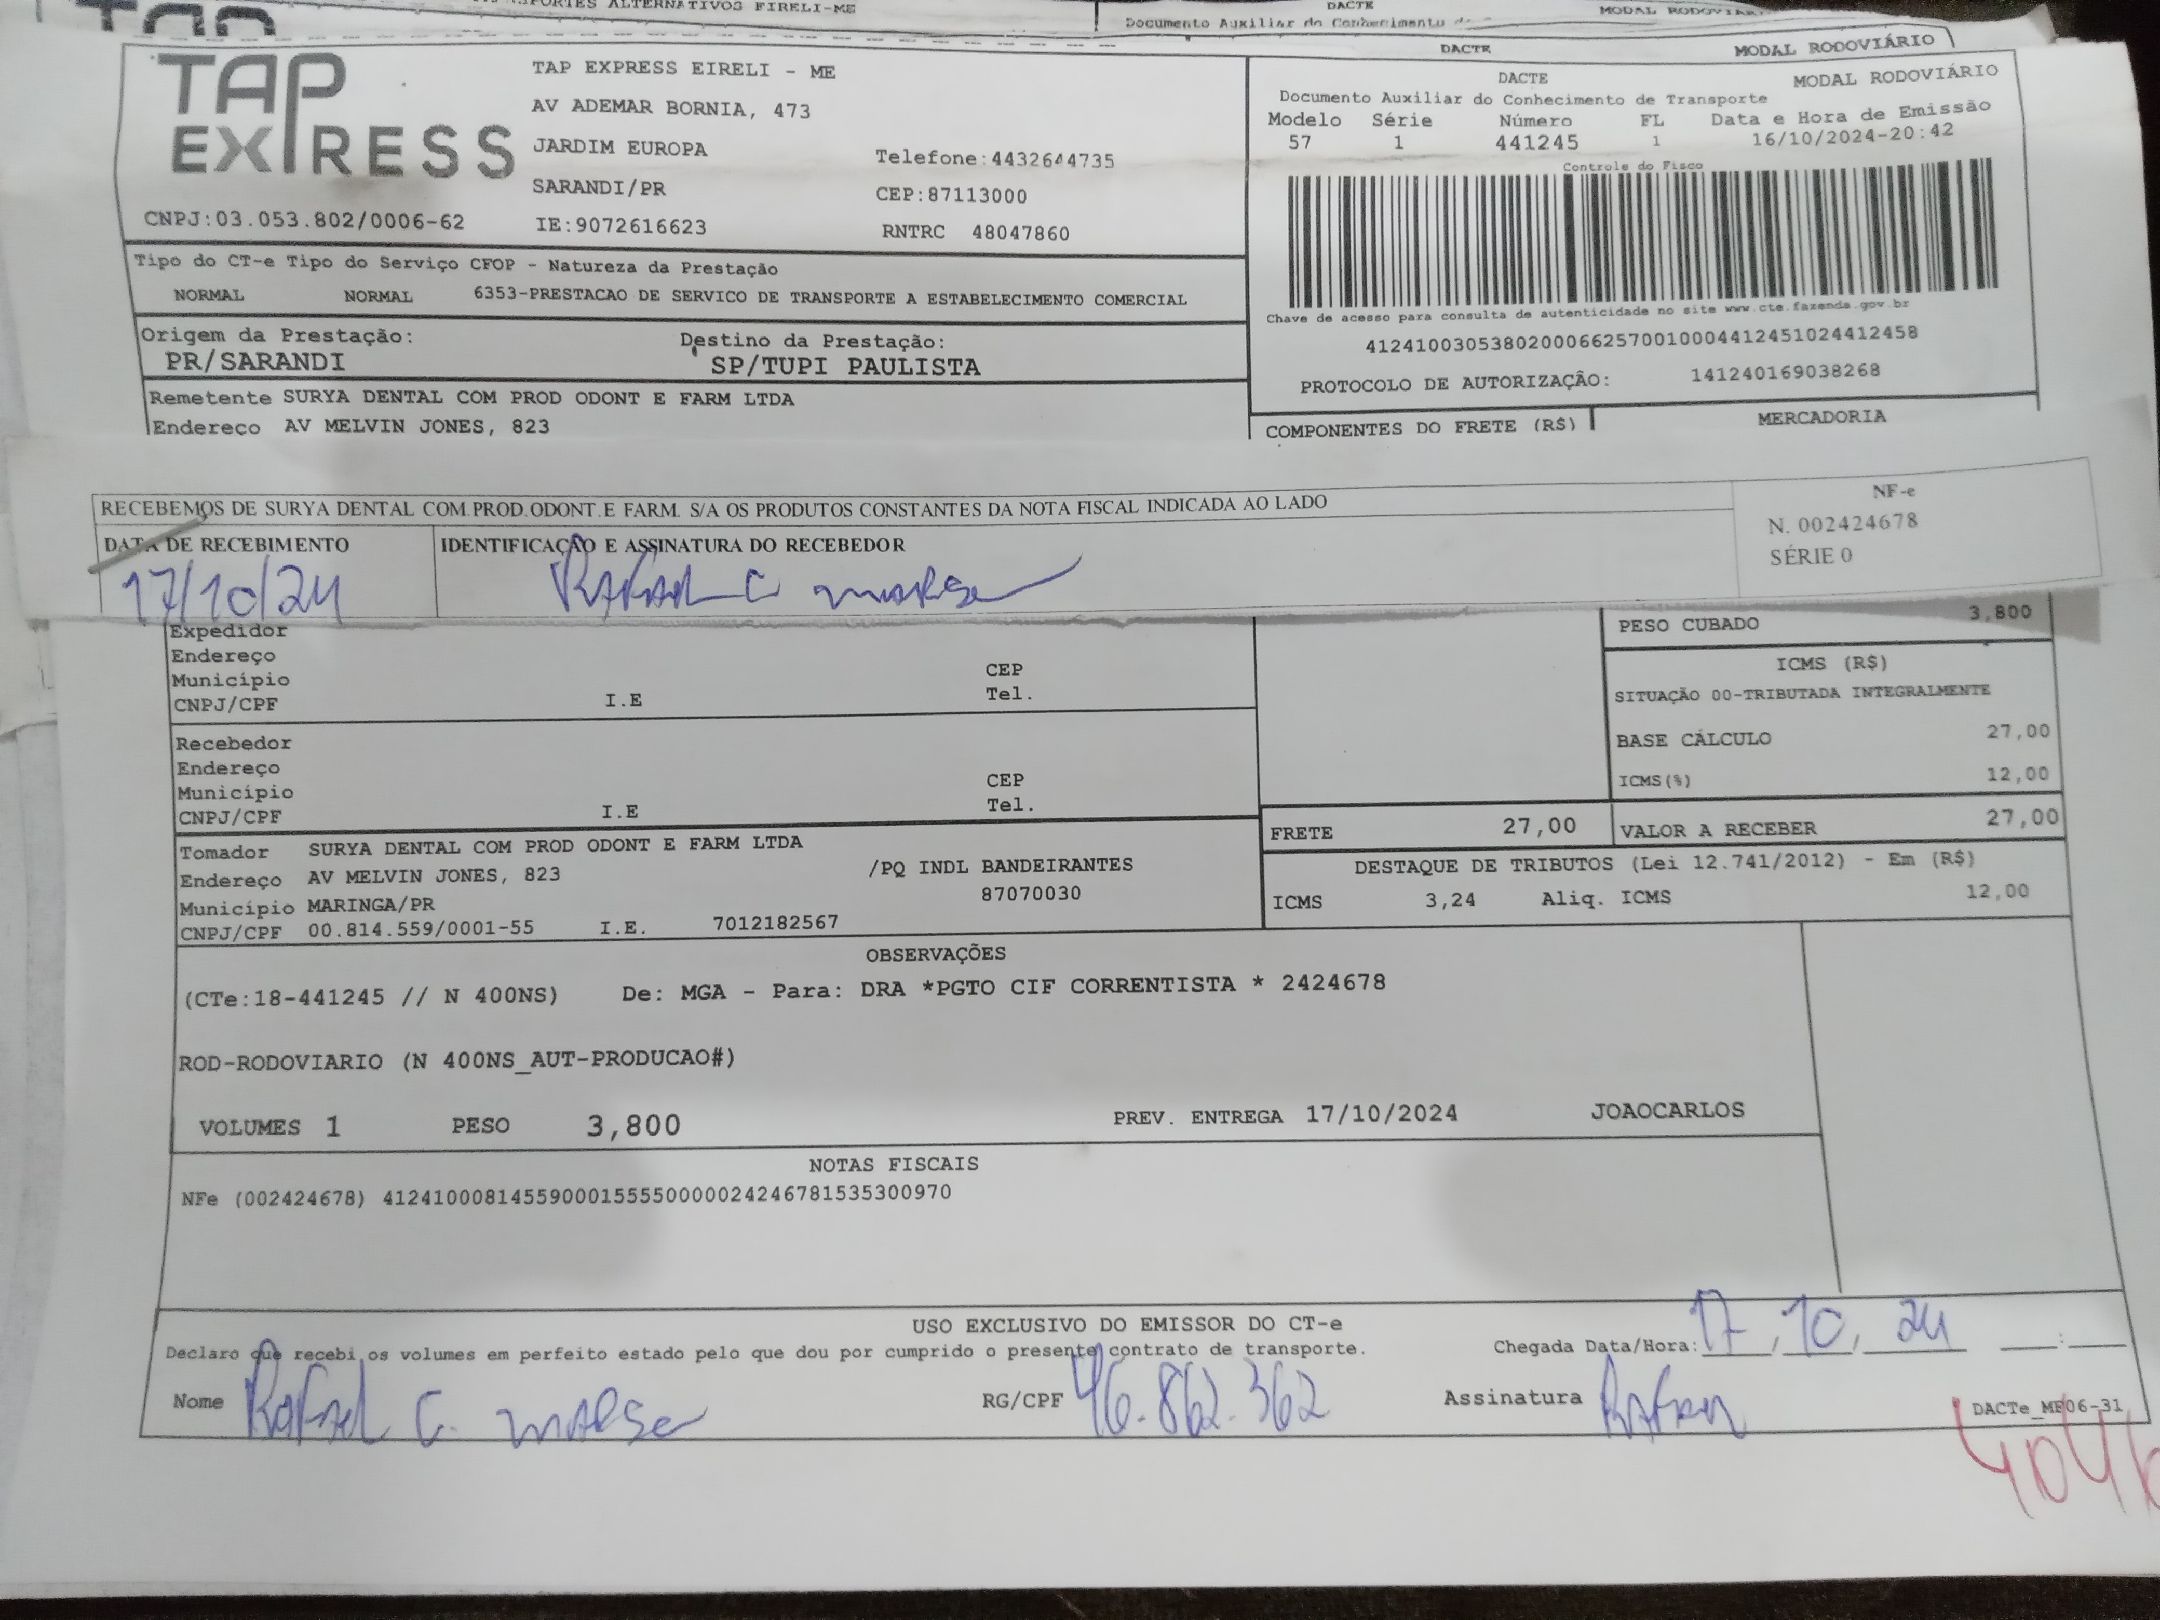 DACTE
MODAL RODOVIÁRIO
TAP EXPRESS
TAP EXPRESS EIRELI - ME
AV ADEMAR BORNIA, 473
JARDIM EUROPA
Telefone:4432644735
SARANDI/PR
CEP:87113000
CNPJ:03.053.802/0006-62
IE:9072616623
RNTRC 48047860
DACTE MODAL RODOVIÁRIO
Documento Auxiliar do Conhecimento de Transporte
Modelo Série Número FL Data e Hora de Emissão
57 1 441245 1 16/10/2024-20:42
Controle do Fisco
Chave de acesso para consulta de autenticidade no site www.cte.fazenda.gov.br
41241003053802000662570010004412451024412458
PROTOCOLO DE AUTORIZAÇÃO: 141240169038268
Tipo do CT-e Tipo do Serviço CFOP - Natureza da Prestação
NORMAL NORMAL 6353-PRESTACAO DE SERVICO DE TRANSPORTE A ESTABELECIMENTO COMERCIAL
Origem da Prestação: Destino da Prestação:
PR/SARANDI SP/TUPI PAULISTA
Remetente SURYA DENTAL COM PROD ODONT E FARM LTDA
Endereço AV MELVIN JONES, 823
COMPONENTES DO FRETE (R$) MERCADORIA
RECEBEMOS DE SURYA DENTAL COM.PROD.ODONT.E FARM. S/A OS PRODUTOS CONSTANTES DA NOTA FISCAL INDICADA AO LADO
NF-e
N. 002424678
SÉRIE 0
DATA DE RECEBIMENTO IDENTIFICAÇÃO E ASSINATURA DO RECEBEDOR
17/10/24 Rafael C
Expedidor
Endereço CEP
Município Tel.
CNPJ/CPF I.E
PESO CUBADO 3,800
ICMS (R$)
SITUAÇÃO 00-TRIBUTADA INTEGRALMENTE
BASE CÁLCULO 27,00
ICMS(%) 12,00
Recebedor
Endereço CEP
Município Tel.
CNPJ/CPF I.E
FRETE 27,00 VALOR A RECEBER 27,00
Tomador SURYA DENTAL COM PROD ODONT E FARM LTDA
Endereço AV MELVIN JONES, 823 /PQ INDL BANDEIRANTES
Município MARINGA/PR 87070030
CNPJ/CPF 00.814.559/0001-55 I.E. 7012182567
DESTAQUE DE TRIBUTOS (Lei 12.741/2012) - Em (R$)
ICMS 3,24 Aliq. ICMS 12,00
OBSERVAÇÕES
(CTe:18-441245 // N 400NS) De: MGA - Para: DRA *PGTO CIF CORRENTISTA * 2424678
ROD-RODOVIARIO (N 400NS_AUT-PRODUCAO#)
VOLUMES 1 PESO 3,800 PREV. ENTREGA 17/10/2024 JOAOCARLOS
NOTAS FISCAIS
NFe (002424678) 41241000814559000155550000024246781535300970
USO EXCLUSIVO DO EMISSOR DO CT-e
Declaro que recebi os volumes em perfeito estado pelo que dou por cumprido o presente contrato de transporte.
Chegada Data/Hora: 17, 10, 24 :
Nome Rafael C. RG/CPF 46.862.362 Assinatura Rafael
DACTe_MF06-31